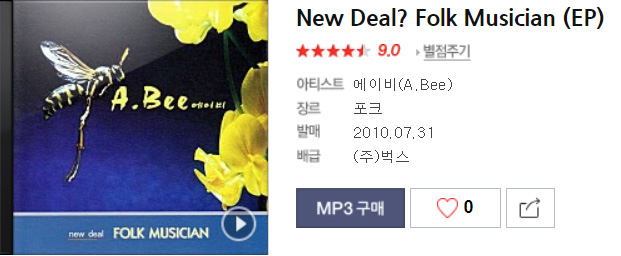 A.Bee 에이비
new deal FOLK MUSICIAN
New Deal? Folk Musician (EP)
9.0 별점주기
아티스트 에이비(A.Bee)
장르 포크
발매 2010.07.31
배급 (주)벅스
MP3 구매 0